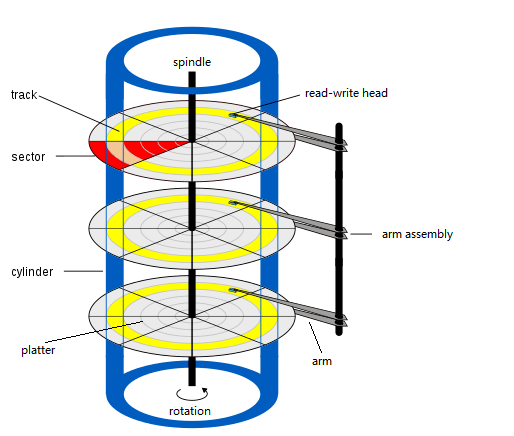 spindle
track
read-write head
sector
arm assembly
cylinder
platter
arm
rotation